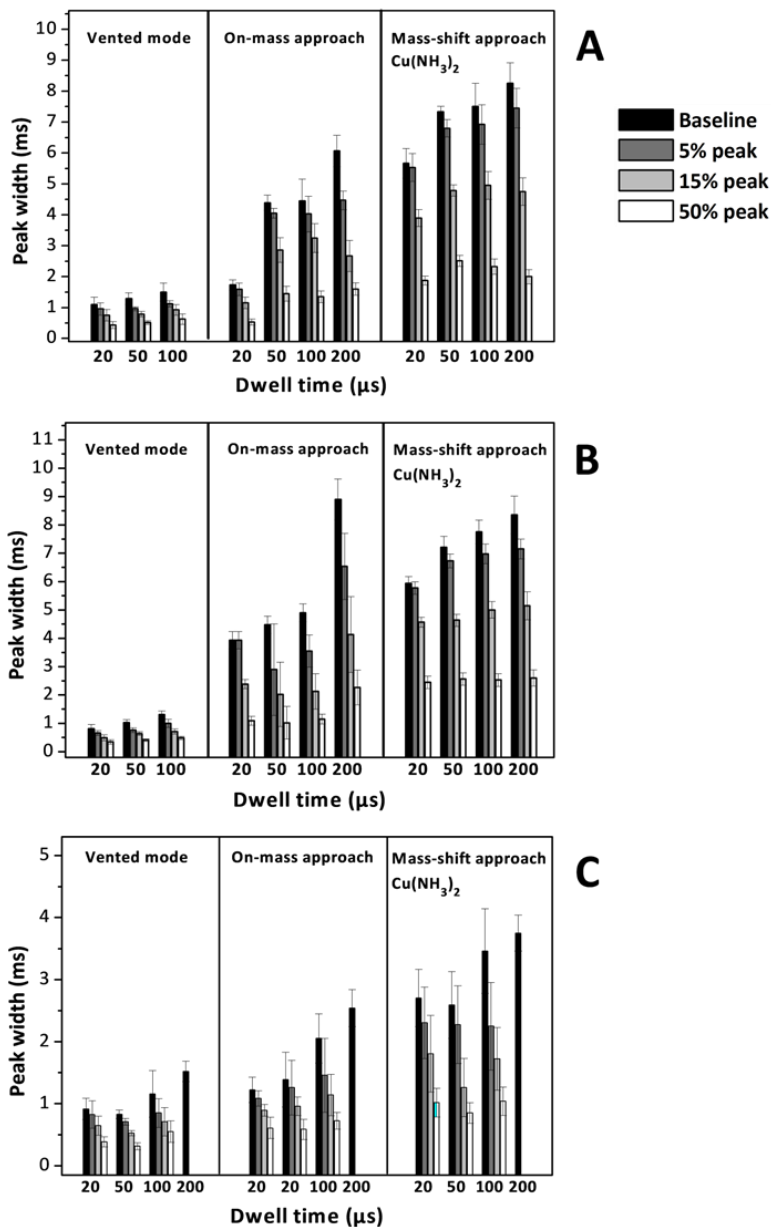 Vented mode
On-mass approach
Mass-shift approach
Cu(NH3)2
A
Baseline
5% peak
15% peak
50% peak
Peak width (ms)
10
9
8
7
6
5
4
3
2
1
0
20 50 100
20 50 100 200
20 50 100 200
Dwell time (µs)
Vented mode
On-mass approach
Mass-shift approach
Cu(NH3)2
B
Peak width (ms)
11
10
9
8
7
6
5
4
3
2
1
0
20 50 100
20 50 100 200
20 50 100 200
Dwell time (µs)
Vented mode
On-mass approach
Mass-shift approach
Cu(NH3)2
C
Peak width (ms)
5
4
3
2
1
0
20 50 100 200
20 20 100 200
20 50 100 200
Dwell time (µs)